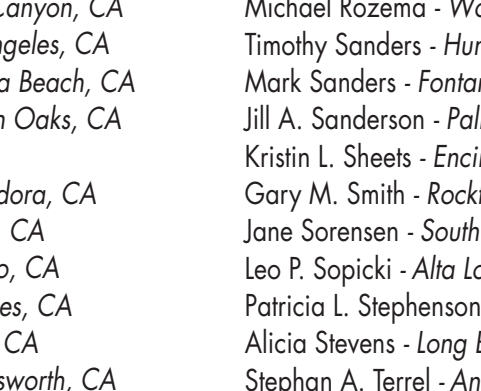 Canyon, CA
Angeles, CA
Beach, CA
Oaks, CA
CA
CA
CA
CA
CA
Michael Rozema -
Timothy Sanders -
Mark Sanders -
Jill A. Sanderson -
Kristin L. Sheets -
Gary M. Smith -
Jane Sorensen - South
Leo P. Sopicki - Alta
Patricia L. Stephenson
Alicia Stevens - Long
Stephan A. Terrel -